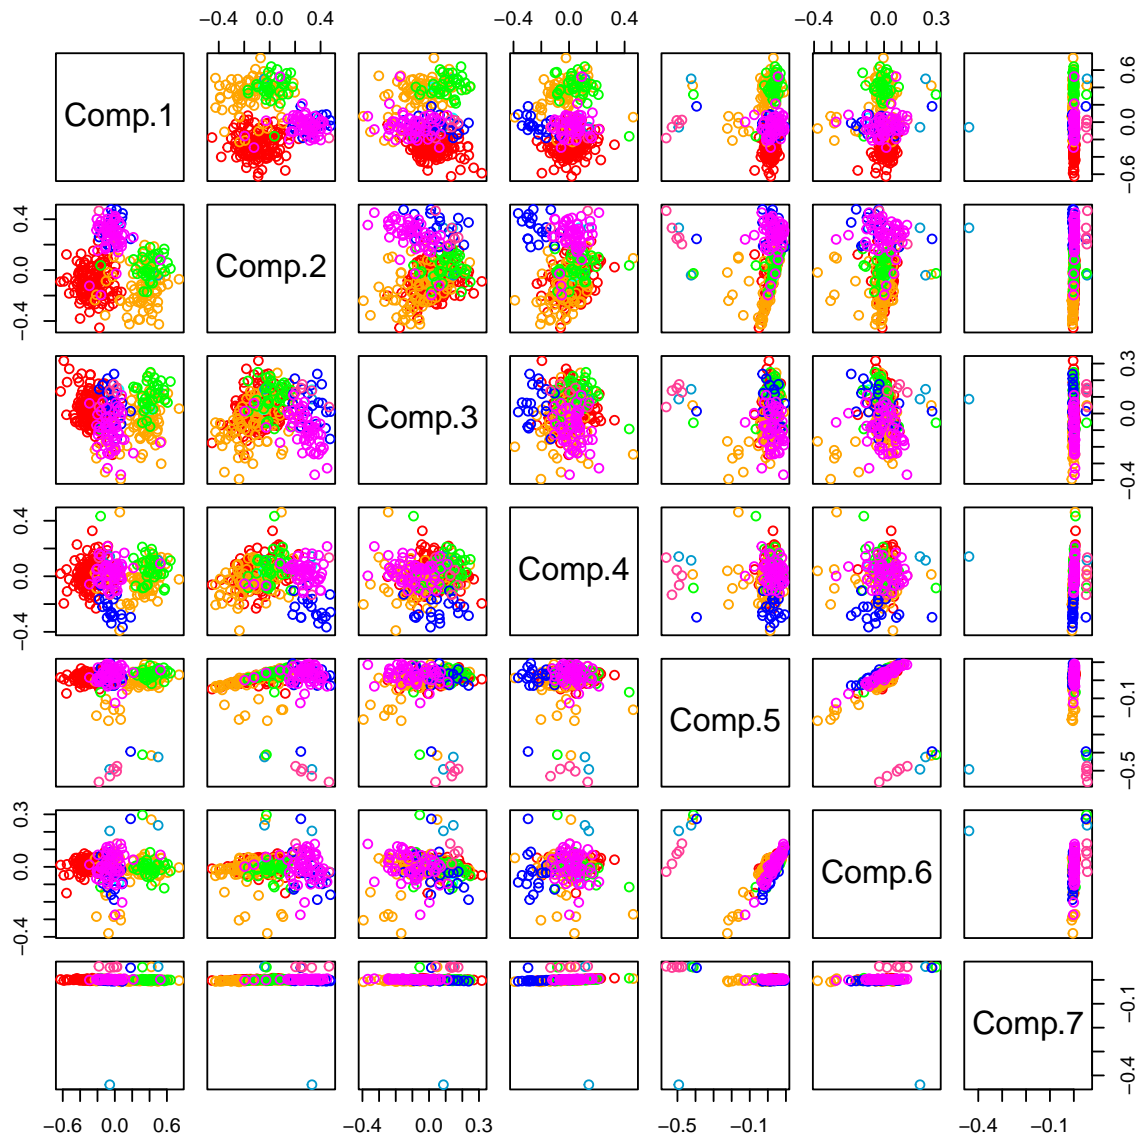 −0.4 0.0 0.4 −0.4 0.0 0.4 −0.4 0.0 0.3
Comp.1 −0.6 0.0 0.6
−0.4 0.0 0.4 Comp.2
Comp.3 −0.4 0.0 0.3
−0.4 0.0 0.4 Comp.4
Comp.5 −0.5 −0.1
−0.4 0.0 0.3 Comp.6
Comp.7 −0.4 −0.1
−0.6 0.0 0.6 −0.4 0.0 0.3 −0.5 −0.1 −0.4 −0.1